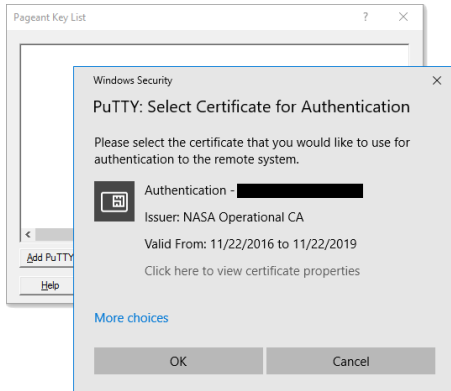 Pageant Key List
Windows Security
PuTTY: Select Certificate for Authentication
Please select the certificate that you would like to use for
authentication to the remote system.
Authentication -
Issuer: NASA Operational CA
Valid From: 11/22/2016 to 11/22/2019
Click here to view certificate properties
More choices
OK
Cancel
Add PuTTY
Help